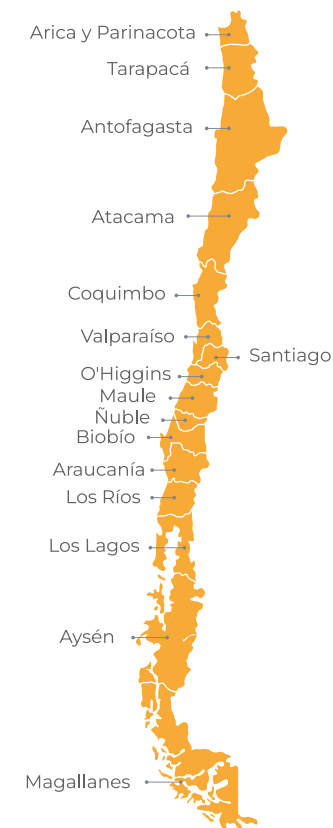 Arica y Parinacota
Tarapacá
Antofagasta
Atacama
Coquimbo
Valparaíso
Santiago
O'Higgins
Maule
Ñuble
Biobío
Araucanía
Los Ríos
Los Lagos
Aysén
Magallanes